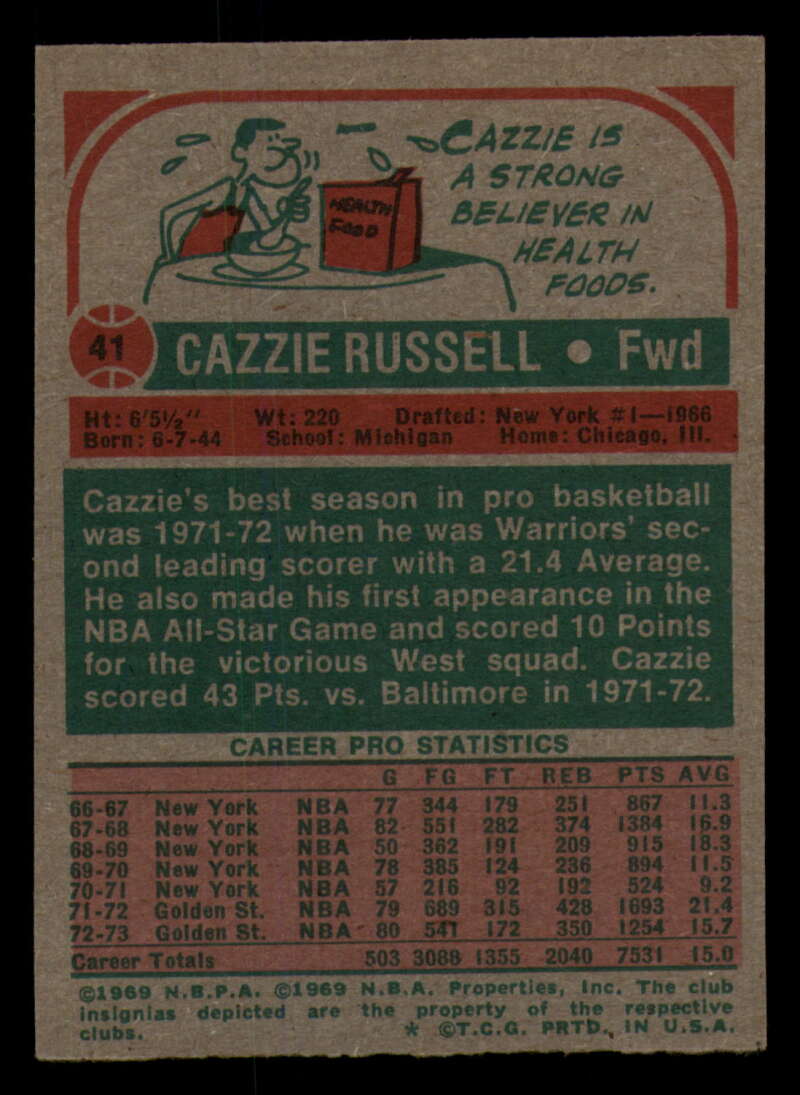 CAZZIE IS
A STRONG
BELIEVER IN
HEALTH
FOODS.
HEALTH
FOOD
41 CAZZIE RUSSELL • Fwd
Ht: 6'5½" Wt: 220 Drafted: New York #1—1966
Born: 6-7-44 School: Michigan Home: Chicago, Ill.
Cazzie's best season in pro basketball
was 1971-72 when he was Warriors' sec-
ond leading scorer with a 21.4 Average.
He also made his first appearance in the
NBA All-Star Game and scored 10 Points
for the victorious West squad. Cazzie
scored 43 Pts. vs. Baltimore in 1971-72.
CAREER PRO STATISTICS
G FG FT REB PTS AVG
66-67 New York NBA 77 344 179 251 867 11.3
67-68 New York NBA 82 551 282 374 1384 16.9
68-69 New York NBA 50 362 191 209 915 18.3
69-70 New York NBA 78 385 124 236 894 11.5
70-71 New York NBA 57 216 92 192 524 9.2
71-72 Golden St. NBA 79 689 315 428 1693 21.4
72-73 Golden St. NBA 80 541 172 350 1254 15.7
Career Totals 503 3088 1355 2040 7531 15.0
©1969 N.B.P.A. ©1969 N.B.A. Properties, Inc. The club
insignias depicted are the property of the respective
clubs. * ©T.C.G. PRTD. IN U.S.A.